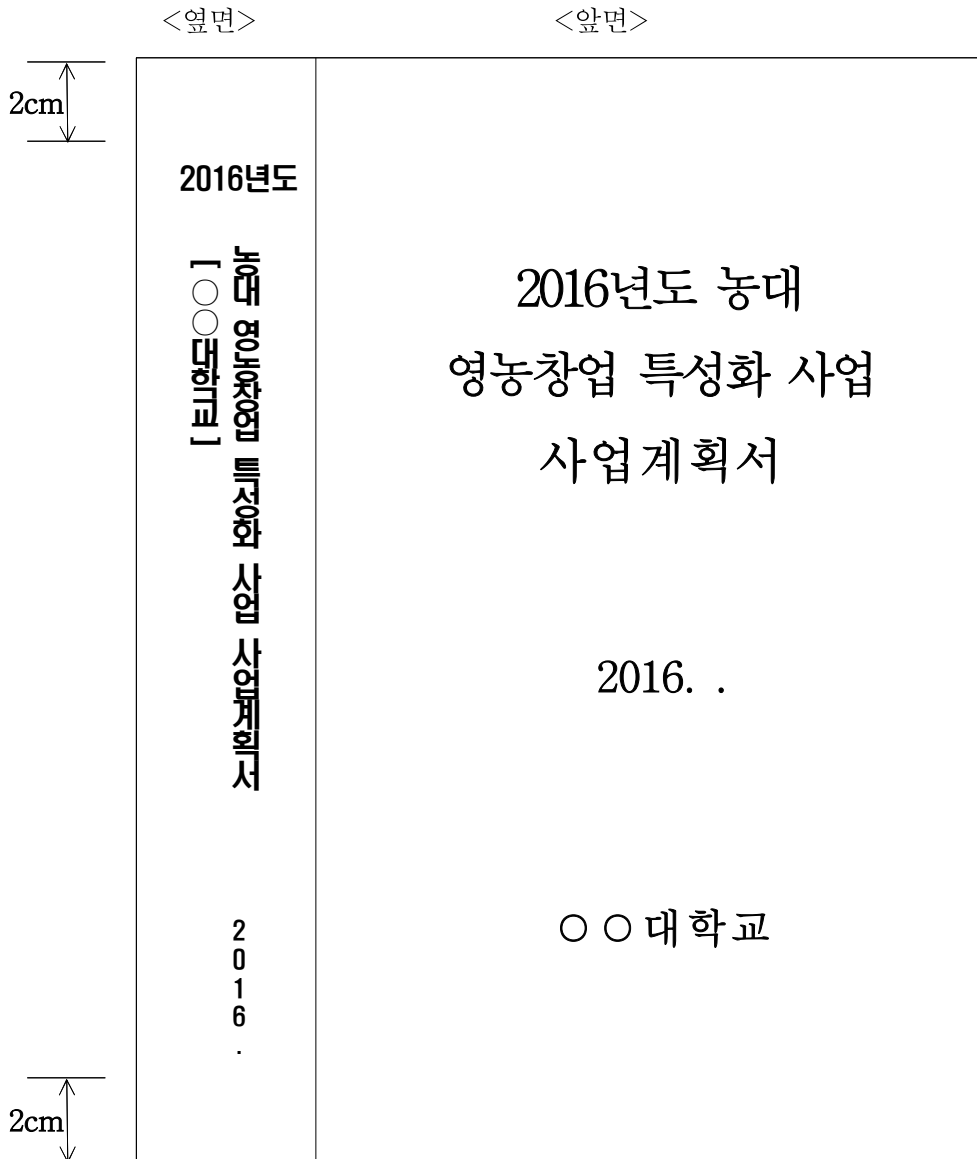 <옆면>
<앞면>
2cm
2016년도
농대 영농창업 특성화 사업 사업계획서
[○○대학교]
2016.
2016년도 농대
영농창업 특성화 사업
사업계획서
2016. .
○○대학교
2cm